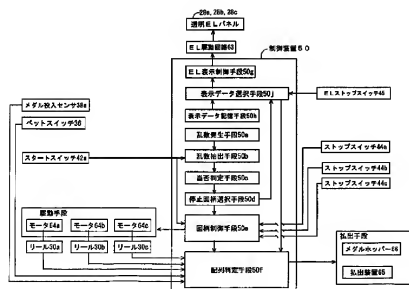 28a, 28b, 28c
透明ELパネル
EL駆動回路63
制御装置50
EL表示制御手段50g
表示データ選択手段50j
ELストップスイッチ45
メダル投入センサ38a
ベットスイッチ36
表示データ記憶手段50h
乱数発生手段50a
乱数抽出手段50b
スタートスイッチ42a
当否判定手段50c
停止図柄選択手段50d
ストップスイッチ44a
ストップスイッチ44b
ストップスイッチ44c
駆動手段
モータ64a モータ64b モータ64c
リール30a リール30b リール30c
図柄制御手段50e
配列判定手段50f
払出手段
メダルホッパー66
払出装置65